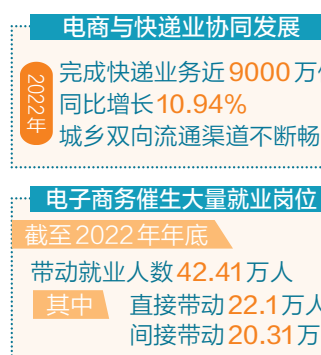 电商与快递业协同发展
2022年
完成快递业务近9000万
同比增长10.94%
城乡双向流通渠道不断畅
电子商务催生大量就业岗位
截至2022年年底
带动就业人数42.41万人
其中 直接带动22.1万人
间接带动20.31万